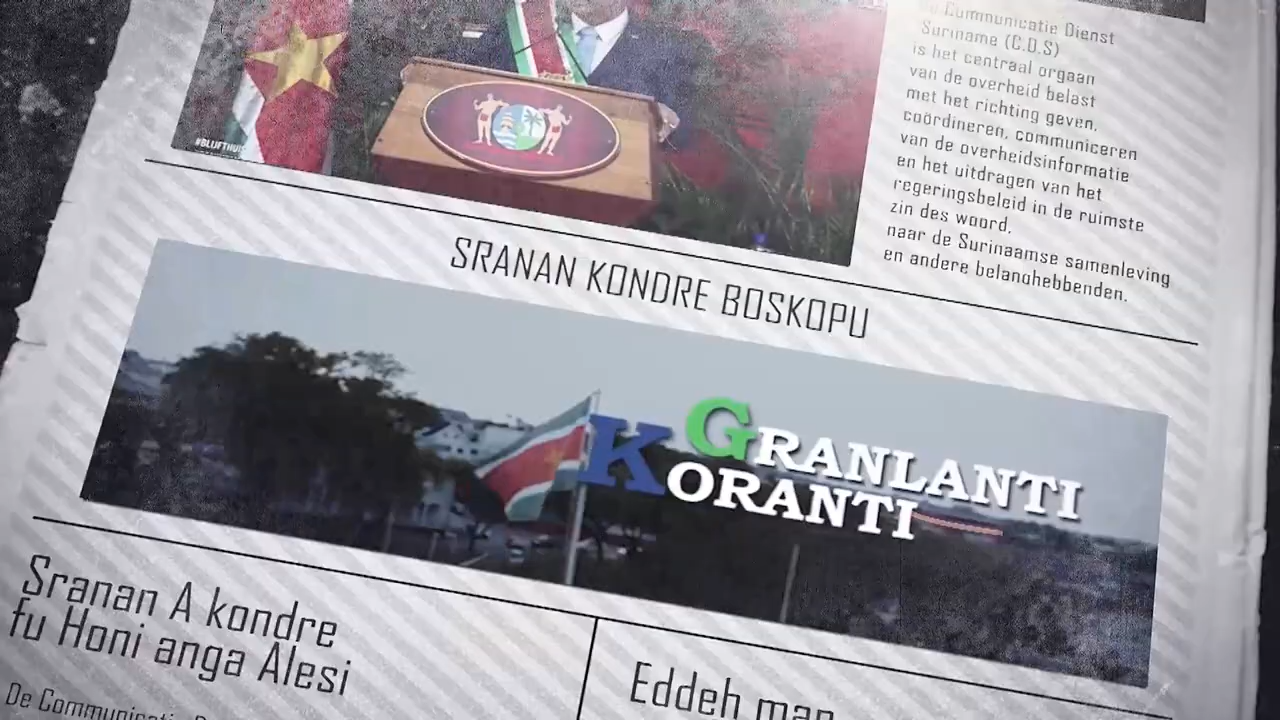 #BLUFTHUIS
Communicatie Dienst
Suriname (C.D.S)
is het centraal orgaan
van de overheid belast
met het richting geven,
coördineren, communiceren
van de overheidsinformatie
en het uitdragen van het
regeringsbeleid in de ruimste
zin des woord,
naar de Surinaamse samenleving
en andere belanghebbenden.
SRANAN KONDRE BOSKOPU
GRANLANTI
KORANTI
Sranan A kondre
fu Honi anga Alesi
De Communicatie
Eddeh man